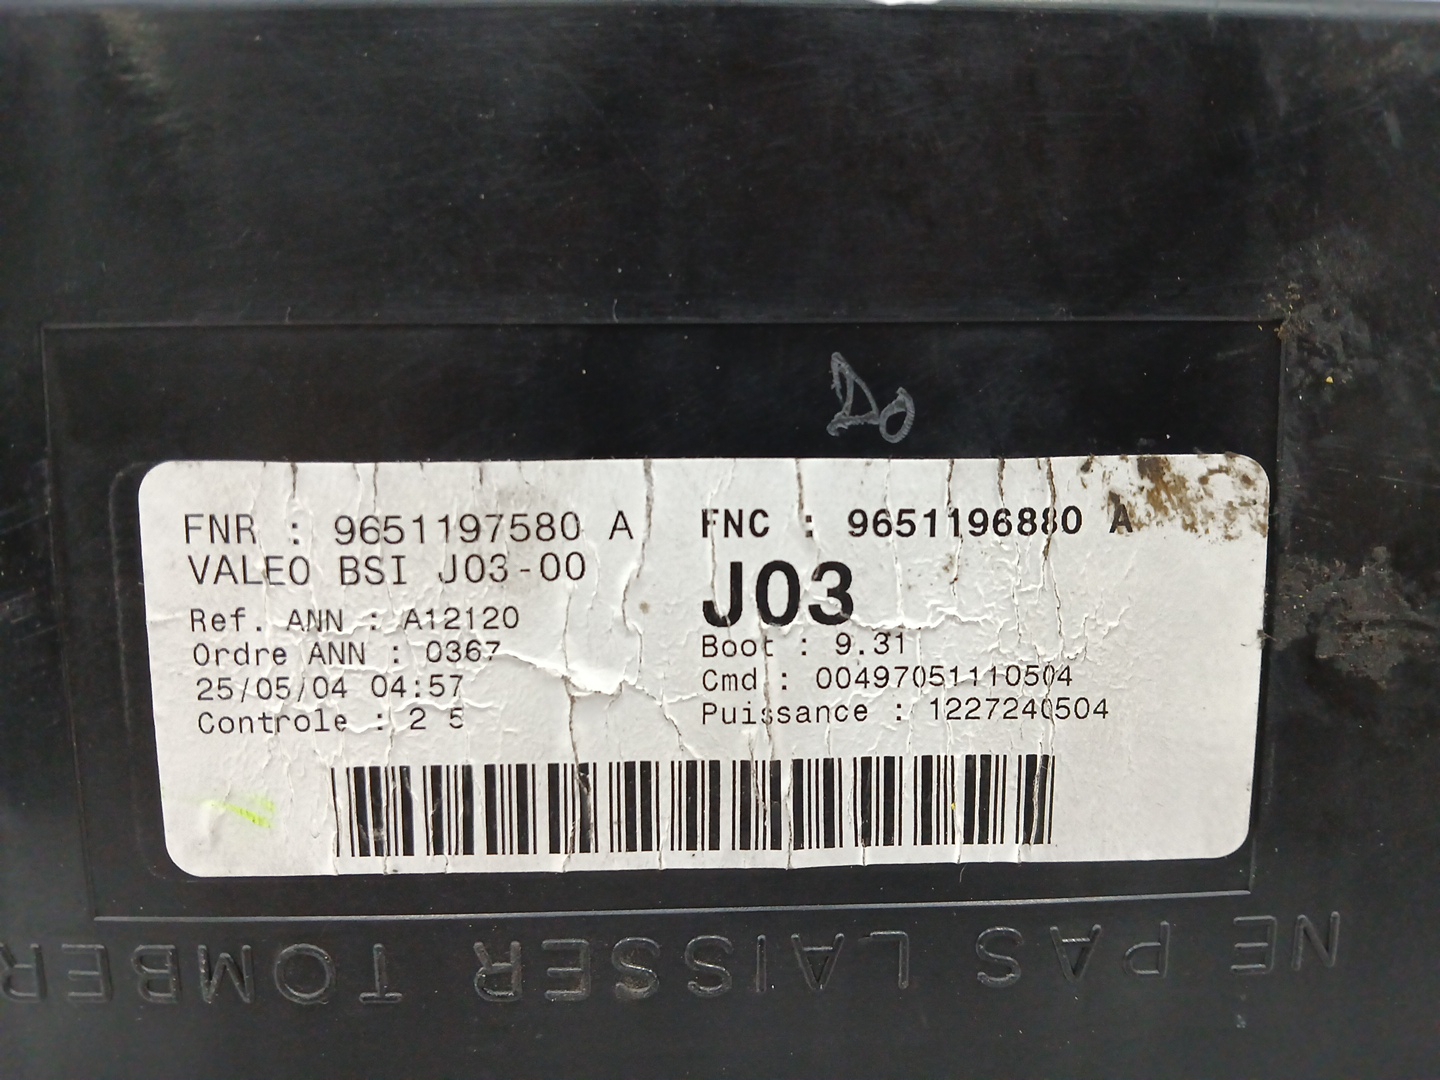 Do
FNR : 9651197580 A
VALEO BSI J03-00
Ref. ANN : A12120
Ordre ANN : 0367
25/05/04 04:57
Controle : 2 5
FNC : 9651196880 A
J03
Boot : 9.31
Cmd : 00497051110504
Puissance : 1227240504
NE PAS LAISSER TOMBER